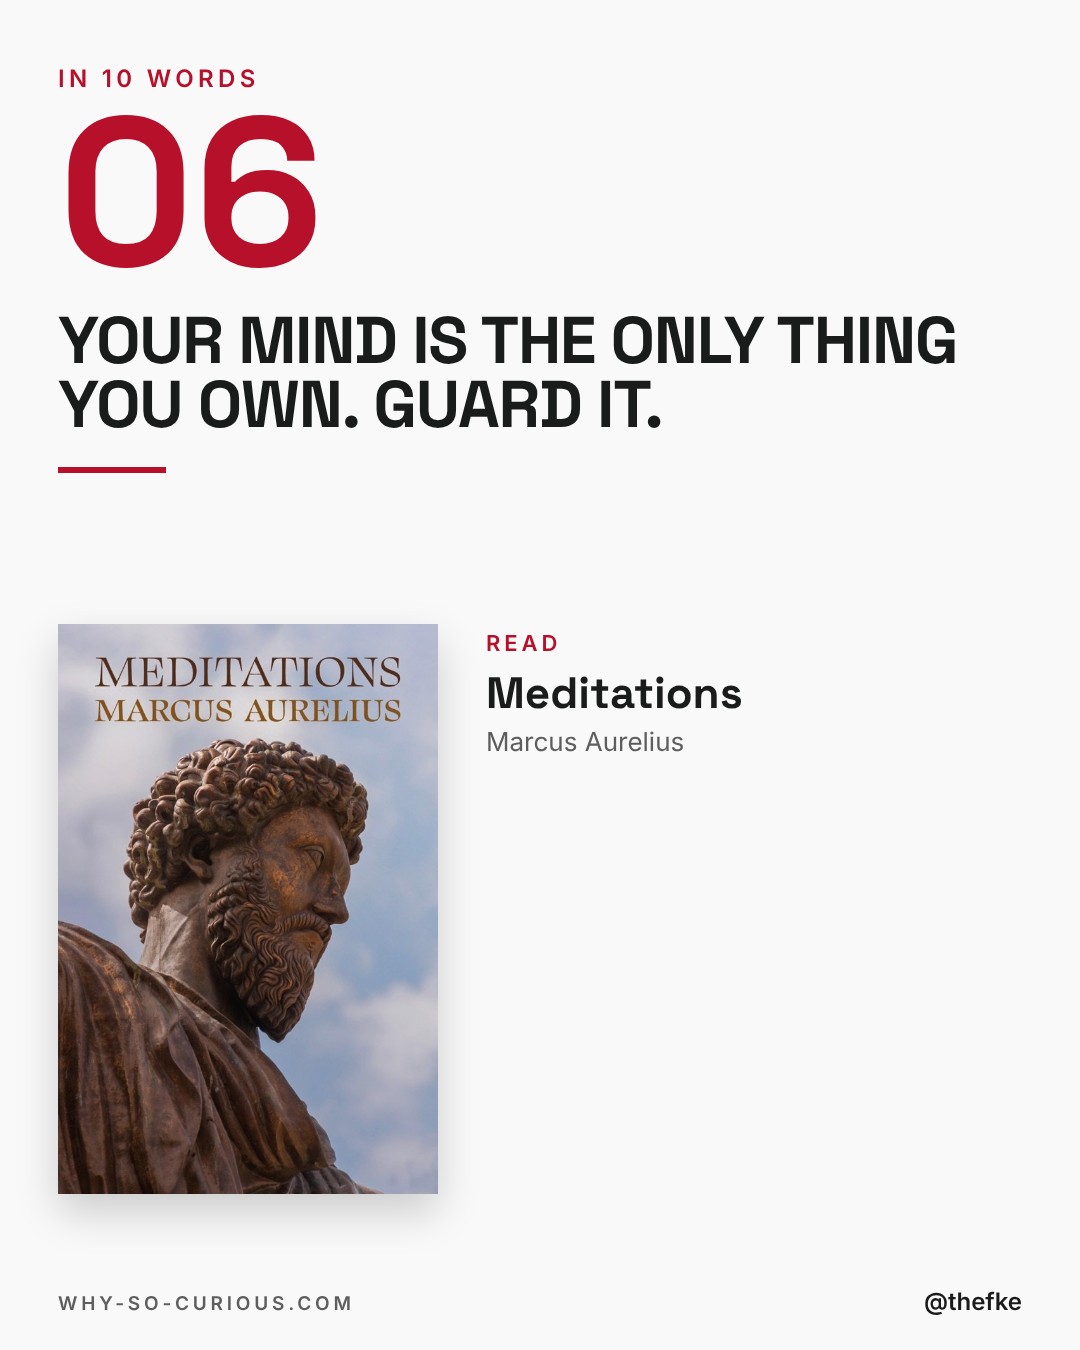 IN 10 WORDS
06
YOUR MIND IS THE ONLY THING
YOU OWN. GUARD IT.
MEDITATIONS
MARCUS AURELIUS
READ
Meditations
Marcus Aurelius
WHY-SO-CURIOUS.COM
@thefke